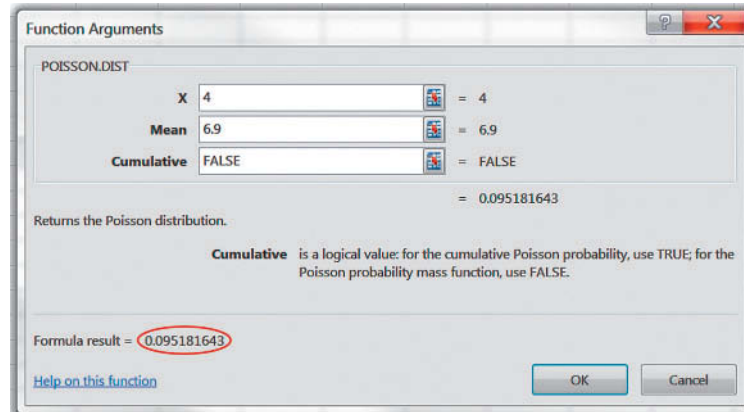 Function Arguments
POISSON.DIST
X 4 = 4
Mean 6.9 = 6.9
Cumulative FALSE = FALSE
= 0.095181643
Returns the Poisson distribution.
Cumulative is a logical value: for the cumulative Poisson probability, use TRUE; for the
Poisson probability mass function, use FALSE.
Formula result = 0.095181643
Help on this function OK Cancel